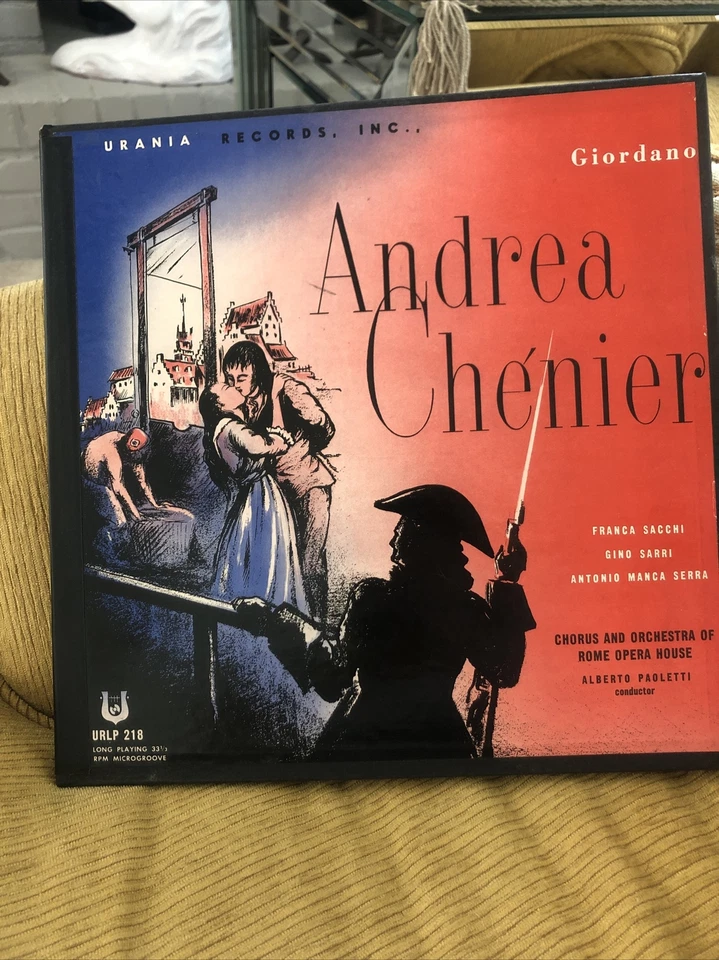 URANIA RECORDS, INC.,
Giordano
Andrea
Chénier
FRANCA SACCHI
GINO SARRI
ANTONIO MANCA SERRA
CHORUS AND ORCHESTRA OF
ROME OPERA HOUSE
ALBERTO PAOLETTI
conductor
URLP 218
LONG PLAYING 33⅓
RPM MICROGROOVE